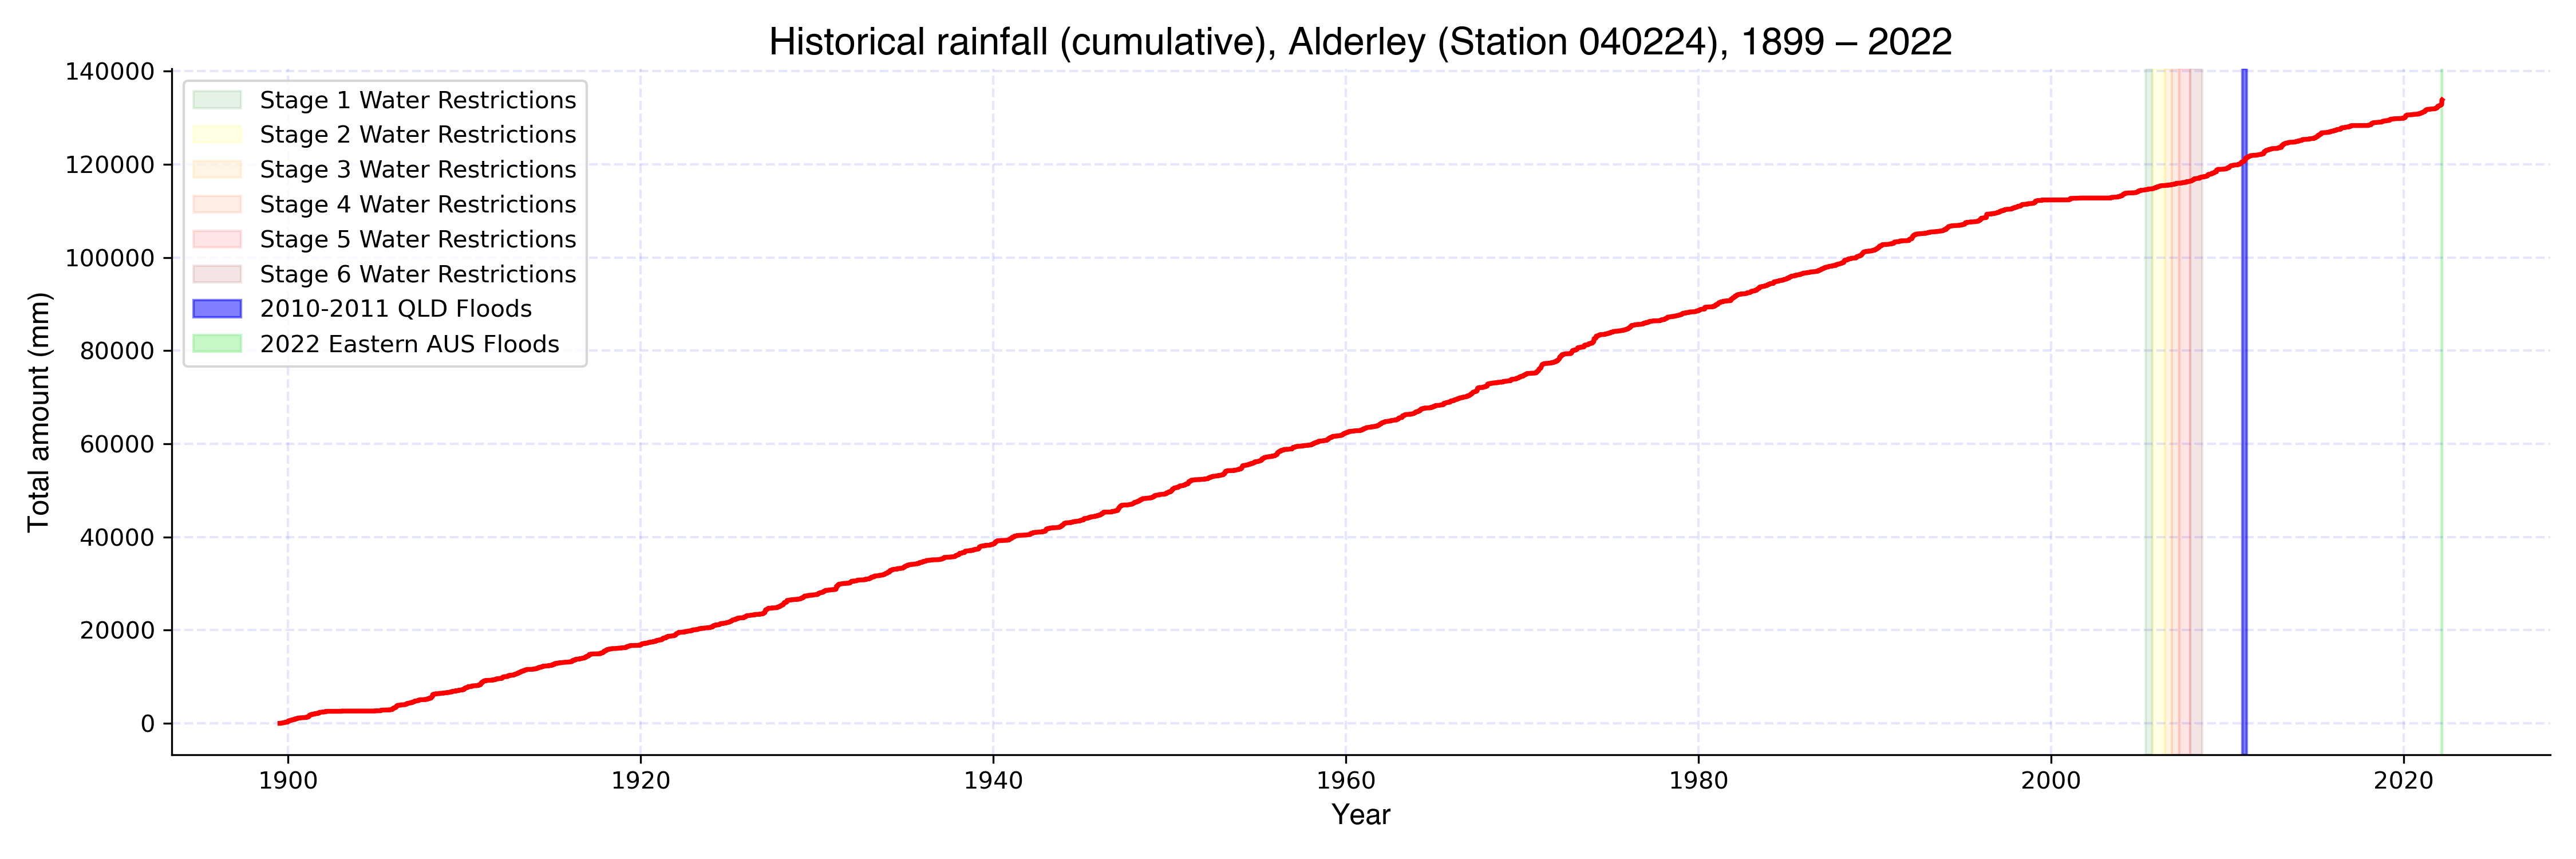 Historical rainfall (cumulative), Alderley (Station 040224), 1899 – 2022
140000
120000
100000
80000
60000
40000
20000
0
Total amount (mm)
Stage 1 Water Restrictions
Stage 2 Water Restrictions
Stage 3 Water Restrictions
Stage 4 Water Restrictions
Stage 5 Water Restrictions
Stage 6 Water Restrictions
2010-2011 QLD Floods
2022 Eastern AUS Floods
1900 1920 1940 1960 1980 2000 2020
Year